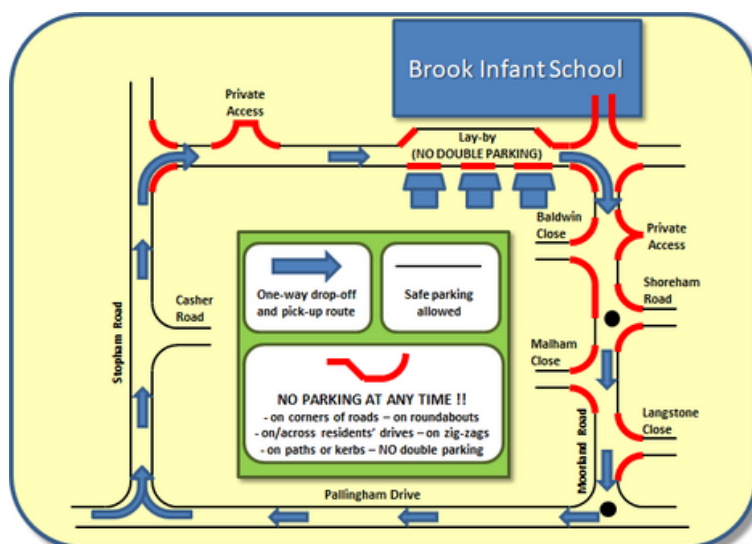 Brook Infant School
Private
Access
Lay-by
(NO DOUBLE PARKING)
Baldwin
Close
Private
Access
Stopham Road
Casher
Road
One-way drop-off
and pick-up route
Safe parking
allowed
Shoreham
Road
Malham
Close
NO PARKING AT ANY TIME !!
- on corners of roads – on roundabouts
- on/across residents' drives – on zig-zags
- on paths or kerbs – NO double parking
Moorland Road
Langstone
Close
Pallingham Drive